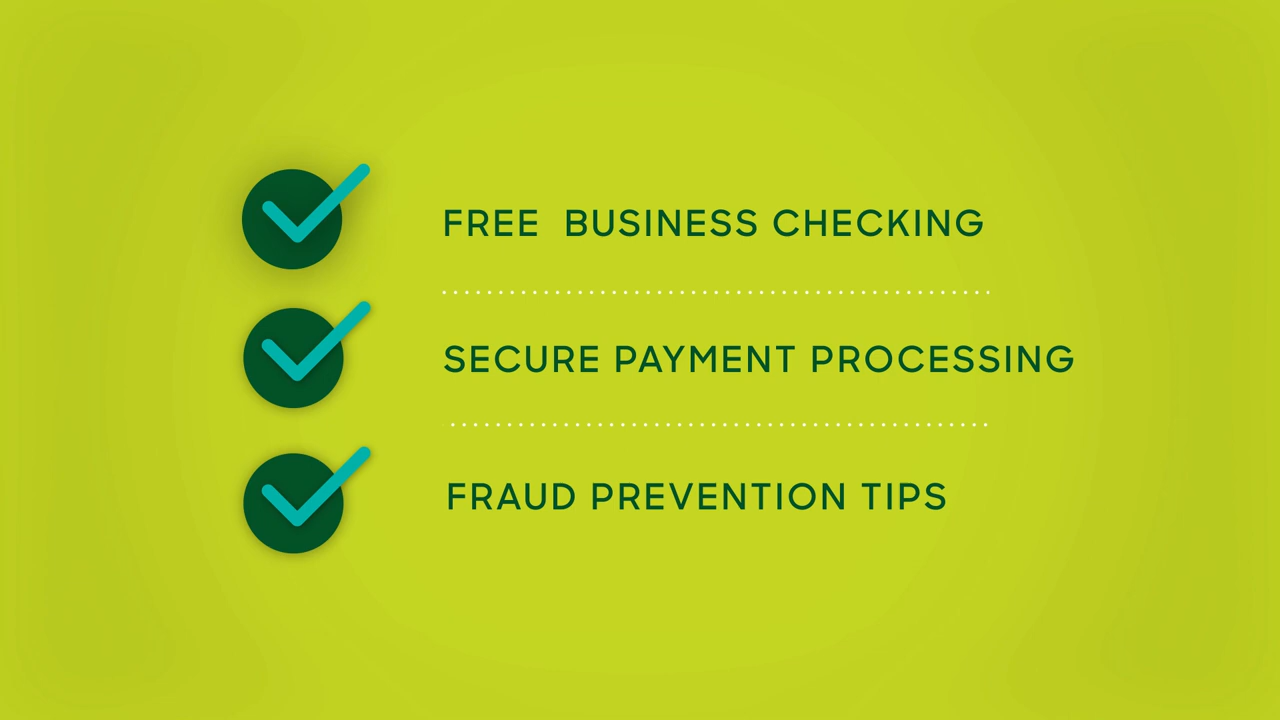 FREE  BUSINESS CHECKING
SECURE PAYMENT PROCESSING
FRAUD PREVENTION TIPS